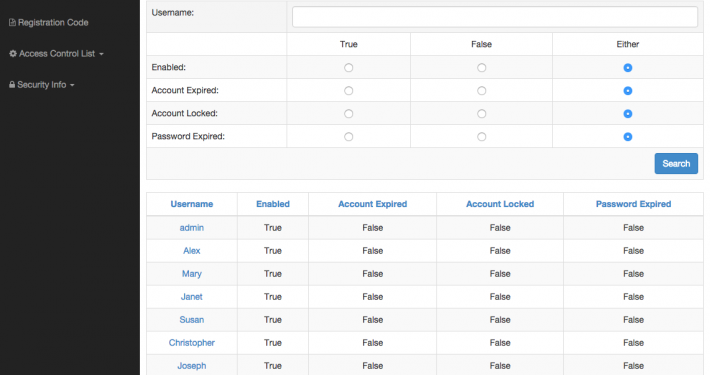 Registration Code
Access Control List
Security Info
Username:
True False Either
Enabled:
Account Expired:
Account Locked:
Password Expired:
Search
Username Enabled Account Expired Account Locked Password Expired
admin True False False False
Alex True False False False
Mary True False False False
Janet True False False False
Susan True False False False
Christopher True False False False
Joseph True False False False